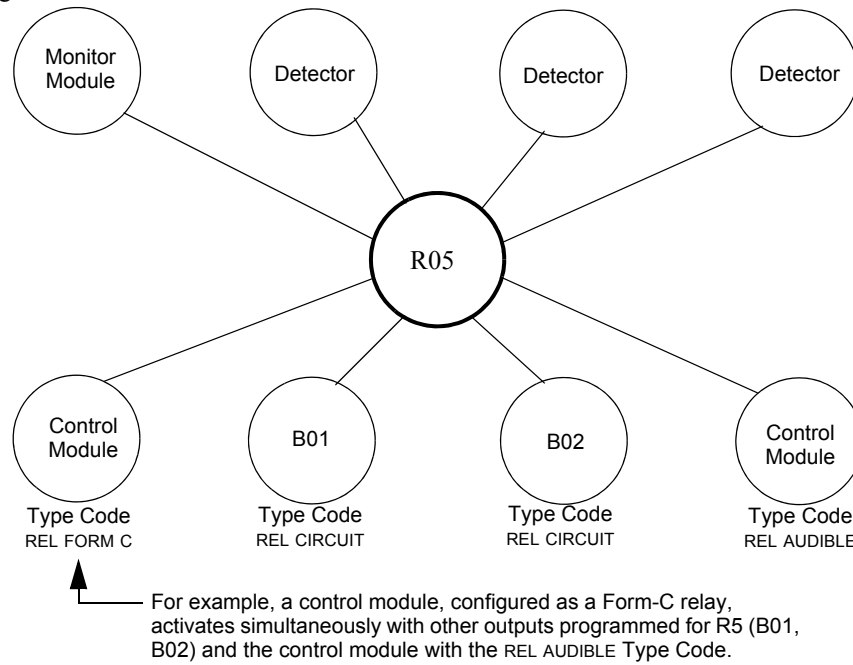 Monitor
Module
Detector
Detector
Detector
R05
Control
Module
B01
B02
Control
Module
Type Code
REL FORM C
Type Code
REL CIRCUIT
Type Code
REL CIRCUIT
Type Code
REL AUDIBLE
For example, a control module, configured as a Form-C relay,
activates simultaneously with other outputs programmed for R5 (B01,
B02) and the control module with the REL AUDIBLE Type Code.